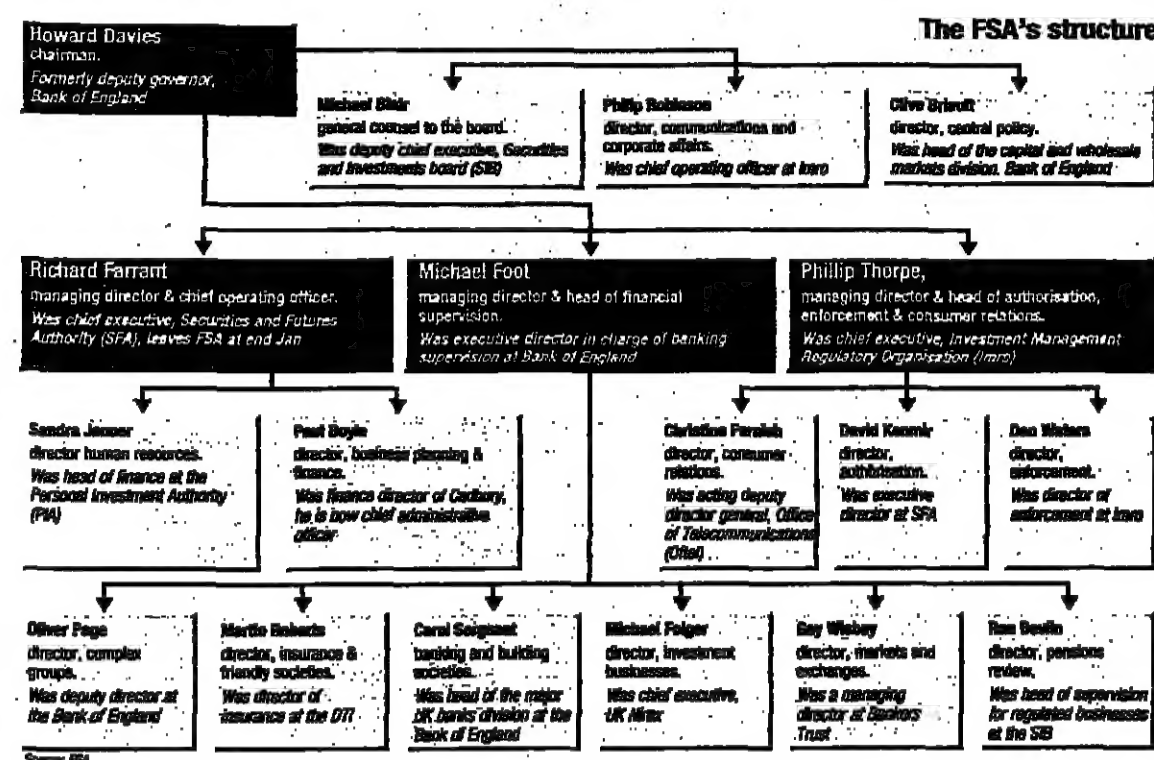 The FSA's structure
Howard Davies
chairman.
Formerly deputy governor,
Bank of England
Michael Blair
general counsel to the board.
Was deputy chief executive, Securities
and Investments board (SIB)
Philip Robinson
director, communications and
corporate affairs.
Was chief operating officer at Imro
Clive Briault
director, central policy.
Was head of the capital and wholesale
markets division, Bank of England
Richard Farrant
managing director & chief operating officer.
Was chief executive, Securities and Futures
Authority (SFA), leaves FSA at end Jan
Michael Foot
managing director & head of financial
supervision.
Was executive director in charge of banking
supervision at Bank of England
Phillip Thorpe,
managing director & head of authorisation,
enforcement & consumer relations.
Was chief executive, Investment Management
Regulatory Organisation (Imro)
Sandra Jenner
director human resources.
Was head of finance at the
Personal Investment Authority
(PIA)
Paul Boyle
director, business planning &
finance.
Was finance director of Cadbury,
he is now chief administrative
officer
Christine Farnish
director, consumer
relations.
Was acting deputy
director general, Office
of Telecommunications
(Oftel)
David Kenmir
director,
authorisation.
Was executive
director at SFA
Dan Waters
director,
enforcement.
Was director of
enforcement at Imro
Oliver Page
director, complex
groups.
Was deputy director at
the Bank of England
Martin Roberts
director, insurance &
friendly societies.
Was director of
insurance at the DTI
Carol Sergeant
banking and building
societies.
Was head of the major
UK banks division at the
Bank of England
Michael Folger
director, investment
businesses.
Was chief executive,
UK Nirex
Gay Wisbey
director, markets and
exchanges.
Was a managing
director at Bankers
Trust
Ron Devlin
director, pensions
review.
Was head of supervision
for regulated businesses
at the SIB
Source: FSA